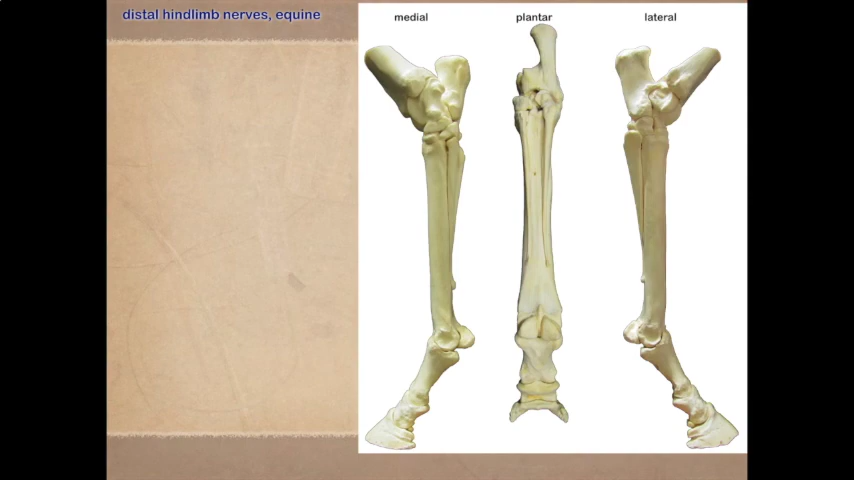 distal hindlimb nerves, equine
medial
plantar
lateral